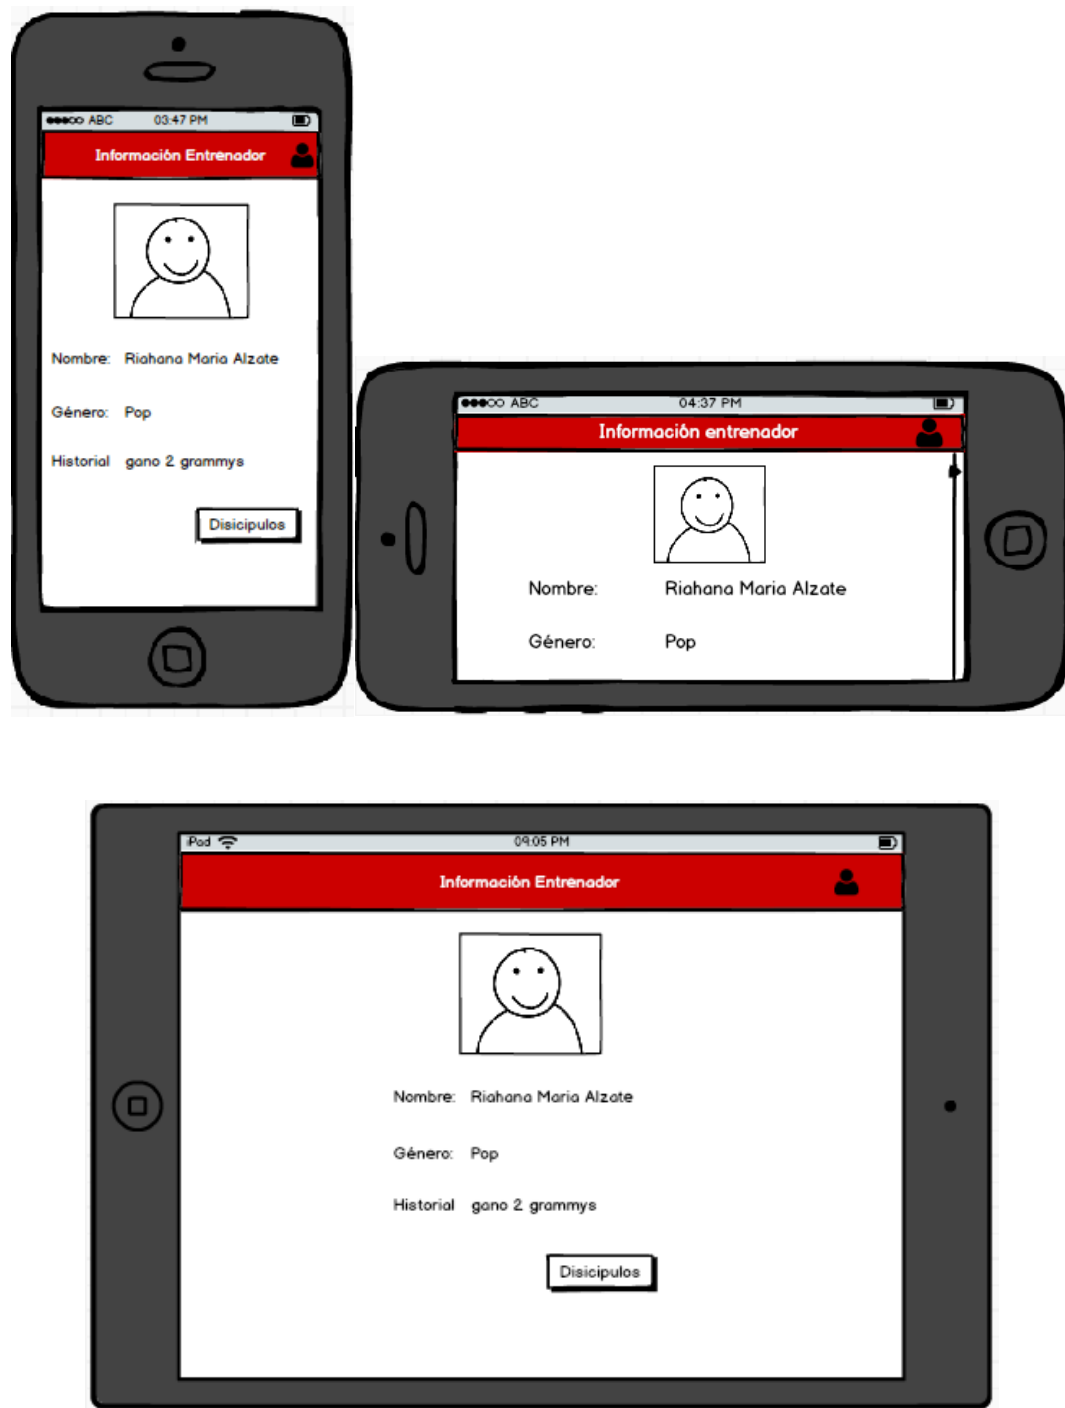 ABC 03:47 PM
Información Entrenador
Nombre: Riahana Maria Alzate
Género: Pop
Historial gano 2 grammys
Disicipulos
ABC 04:37 PM
Información entrenador
Nombre: Riahana Maria Alzate
Género: Pop
iPod 09:05 PM
Información Entrenador
Nombre: Riahana Maria Alzate
Género: Pop
Historial gano 2 grammys
Disicipulos